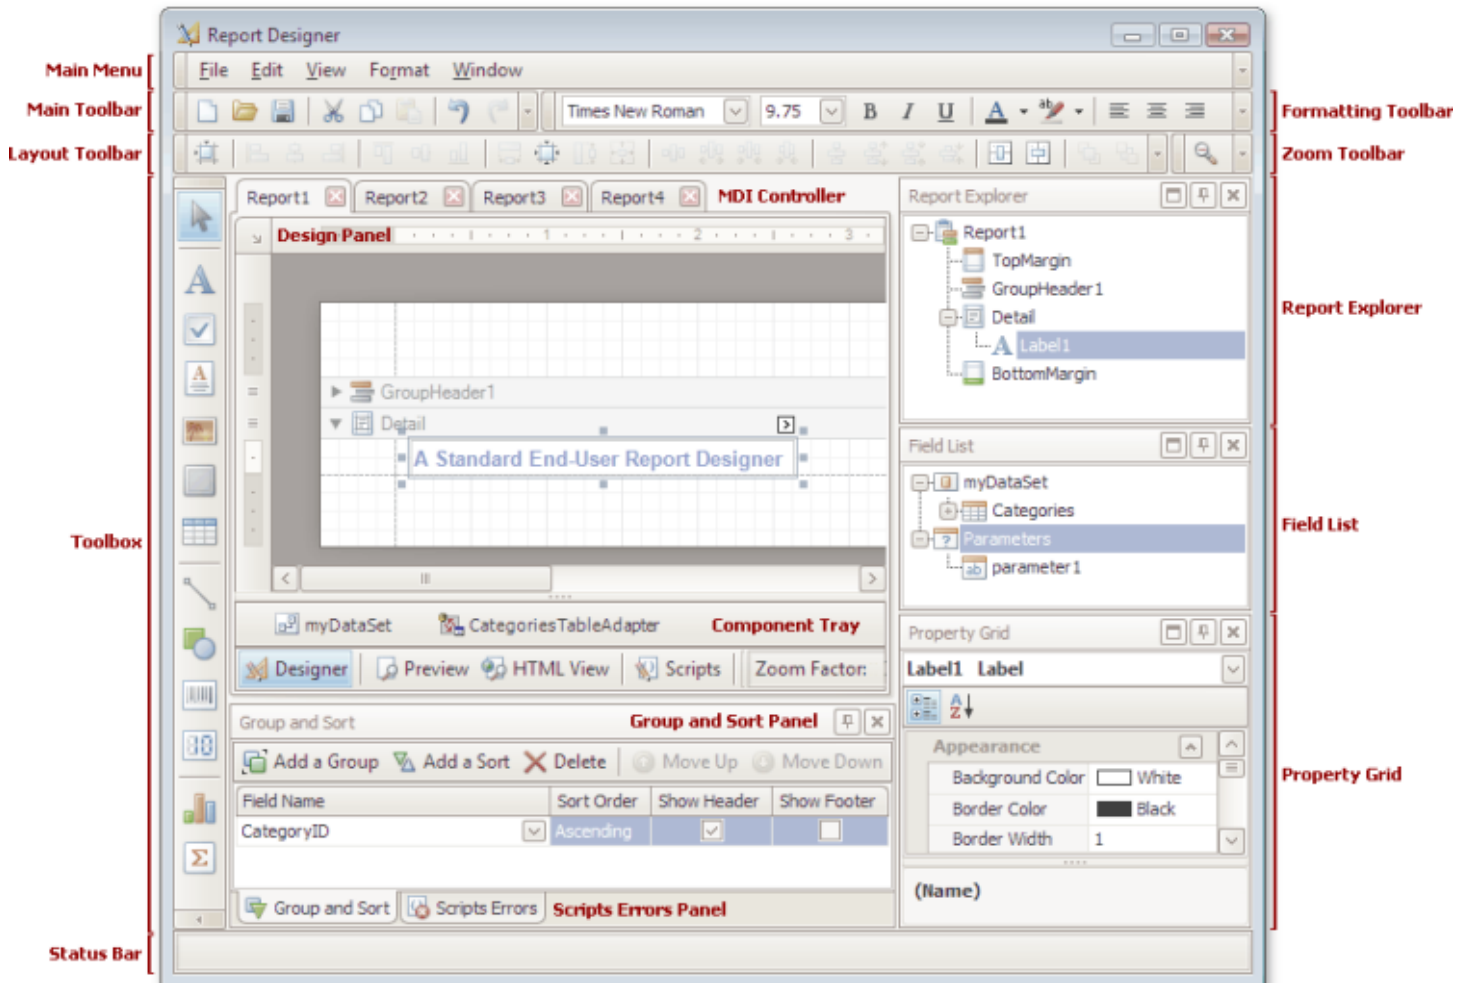 Report Designer
Main Menu
File Edit View Format Window
Main Toolbar
Times New Roman 9.75 B I U A ab
Formatting Toolbar
Layout Toolbar
Zoom Toolbar
Report1 Report2 Report3 Report4 MDI Controller
Design Panel 1 2 3
A
A
GroupHeader1
Detail
A Standard End-User Report Designer
Toolbox
myDataSet CategoriesTableAdapter Component Tray
Designer Preview HTML View Scripts Zoom Factor:
Group and Sort Group and Sort Panel
Add a Group Add a Sort Delete Move Up Move Down
Field Name Sort Order Show Header Show Footer
CategoryID Ascending
Group and Sort Scripts Errors Scripts Errors Panel
Σ
Status Bar
Report Explorer
Report1
TopMargin
GroupHeader1
Detail
A Label1
BottomMargin
Report Explorer
Field List
myDataSet
Categories
? Parameters
ab parameter1
Field List
Property Grid
Label1 Label
A
Z
Appearance
Background Color White
Border Color Black
Border Width 1
(Name)
Property Grid